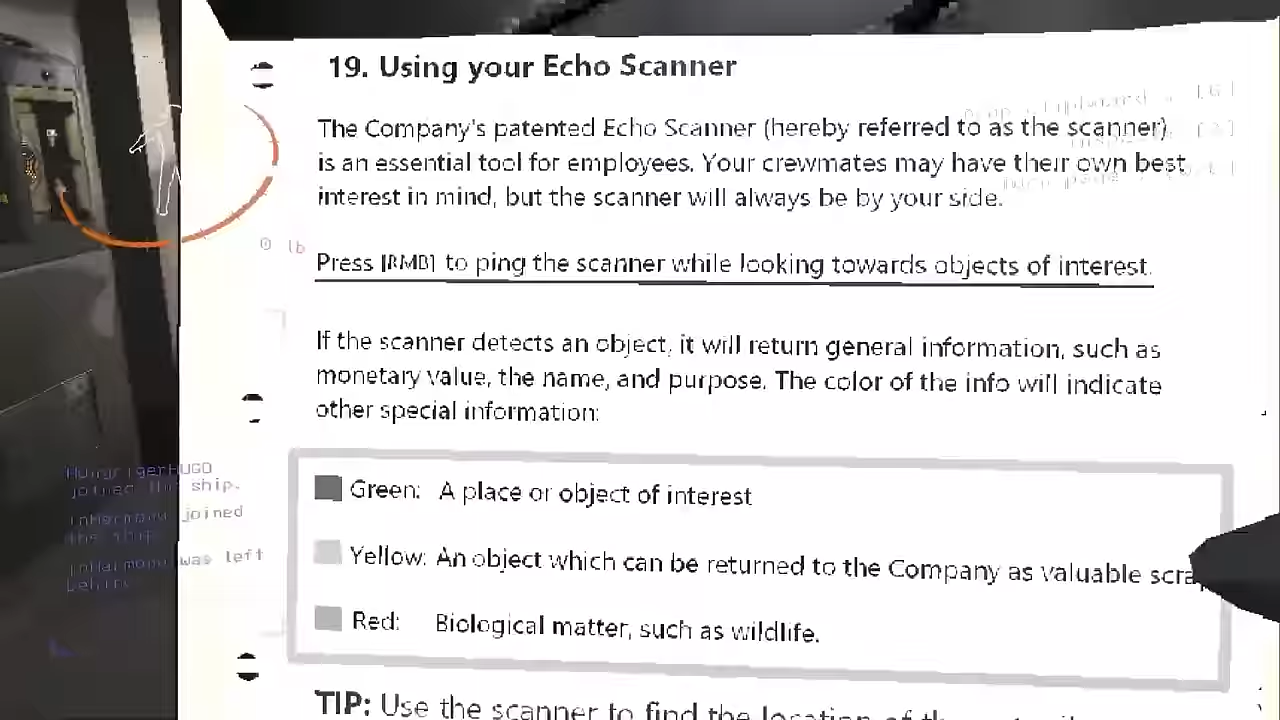 19. Using your Echo Scanner
The Company's patented Echo Scanner (hereby referred to as the scanner)
is an essential tool for employees. Your crewmates may have their own best
interest in mind, but the scanner will always be by your side.
0 lb
Press [RMB] to ping the scanner while looking towards objects of interest.
If the scanner detects an object, it will return general information, such as
monetary value, the name, and purpose. The color of the info will indicate
other special information:
Green: A place or object of interest
Yellow: An object which can be returned to the Company as valuable
Red: Biological matter, such as wildlife.
HungrigerHUGO
joined the ship.
joined
the ship.
was left
behind.
TIP: Use the scanner to find the location of the